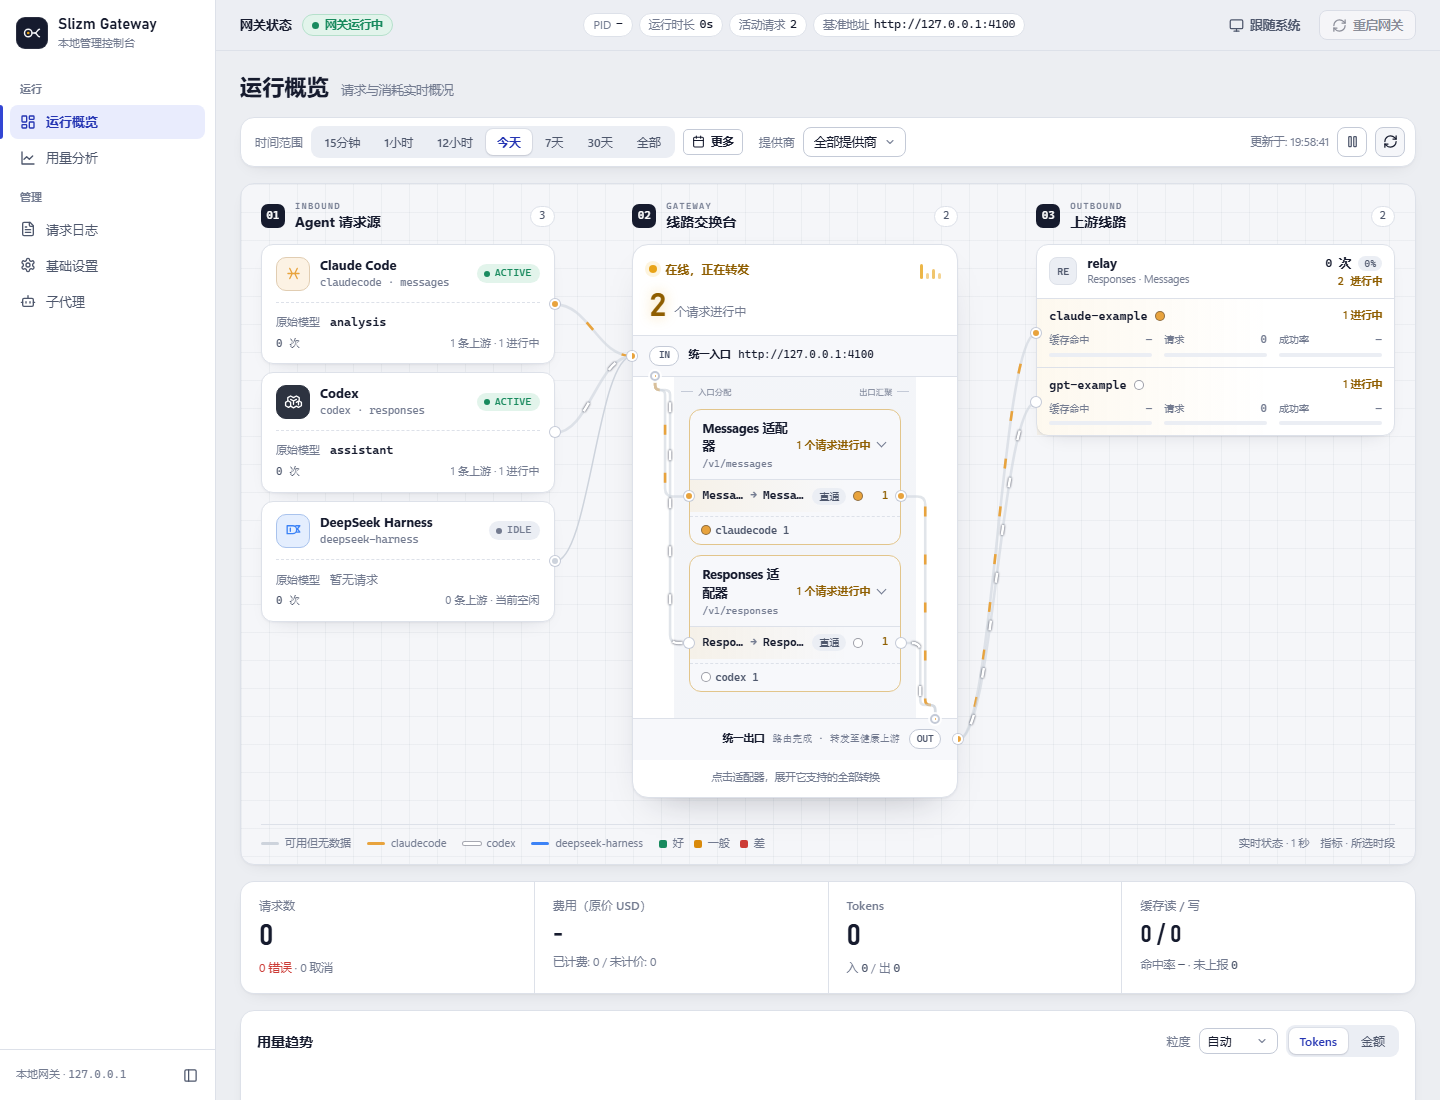 Slizm Gateway
本地管理控制台
运行
运行概览
用量分析
管理
请求日志
基础设置
子代理
本地网关 · 127.0.0.1
网关状态
网关运行中
PID –
运行时长 0s
活动请求 2
基准地址 http://127.0.0.1:4100
跟随系统
重启网关
运行概览
请求与消耗实时概况
时间范围
15分钟
1小时
12小时
今天
7天
30天
全部
更多
提供商
全部提供商
更新于: 19:58:41
01
INBOUND
Agent 请求源
3
Claude Code
claudecode · messages
ACTIVE
原始模型 analysis
0 次
1 条上游 · 1 进行中
Codex
codex · responses
ACTIVE
原始模型 assistant
0 次
1 条上游 · 1 进行中
DeepSeek Harness
deepseek-harness
IDLE
原始模型 暂无请求
0 次
0 条上游 · 当前空闲
02
GATEWAY
线路交换台
2
在线，正在转发
2 个请求进行中
IN 统一入口 http://127.0.0.1:4100
入口分配
出口汇聚
Messages 适配
器
/v1/messages
1 个请求进行中
Messa… → Messa… 直通 1
claudecode 1
Responses 适
配器
/v1/responses
1 个请求进行中
Respo… → Respo… 直通 1
codex 1
统一出口 路由完成 · 转发至健康上游 OUT
点击适配器，展开它支持的全部转换
03
OUTBOUND
上游线路
2
RE
relay
Responses · Messages
0 次 0%
2 进行中
claude-example
1 进行中
缓存命中 – 请求 0 成功率 –
gpt-example
1 进行中
缓存命中 – 请求 0 成功率 –
可用但无数据
claudecode
codex
deepseek-harness
好
一般
差
实时状态 · 1 秒 指标 · 所选时段
请求数
0
0 错误 · 0 取消
费用（原价 USD）
–
已计费: 0 / 未计价: 0
Tokens
0
入 0 / 出 0
缓存读 / 写
0 / 0
命中率 – · 未上报 0
用量趋势
粒度
自动
Tokens
金额